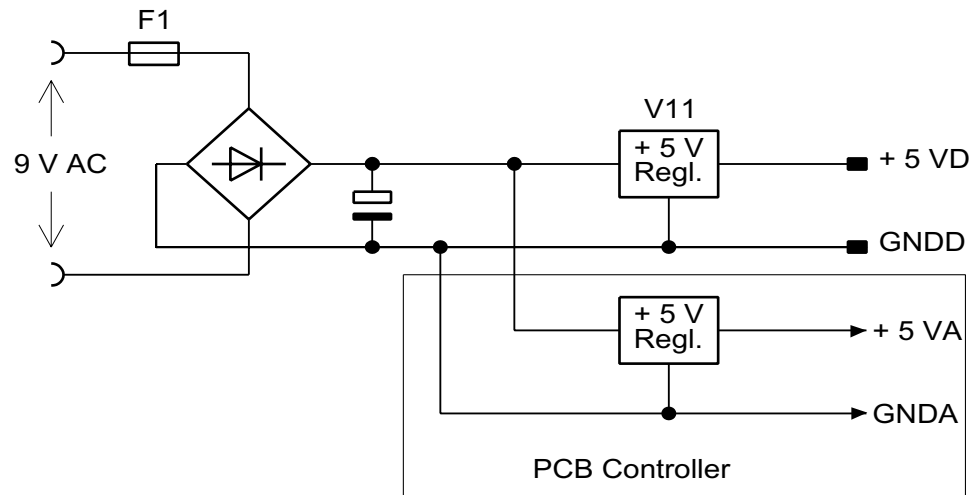 F1
9 V AC
V11
+ 5 V
Regl.
+ 5 VD
GNDD
+ 5 V
Regl.
+ 5 VA
GNDA
PCB Controller